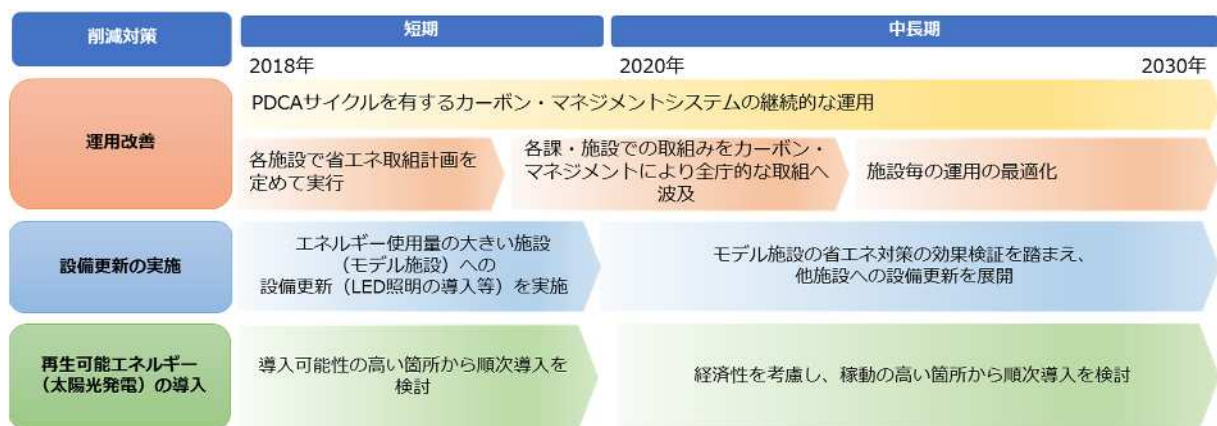 削減対策
短期
中長期
2018年
2020年
2030年
運用改善
PDCAサイクルを有するカーボン・マネジメントシステムの継続的な運用
各施設で省エネ取組計画を
定めて実行
各課・施設での取組みをカーボン・
マネジメントにより全庁的な取組へ
波及
施設毎の運用の最適化
設備更新の実施
エネルギー使用量の大きい施設
（モデル施設）への
設備更新（LED照明の導入等）を実施
モデル施設の省エネ対策の効果検証を踏まえ、
他施設への設備更新を展開
再生可能エネルギー
（太陽光発電）の導入
導入可能性の高い箇所から順次導入を
検討
経済性を考慮し、稼動の高い箇所から順次導入を検討